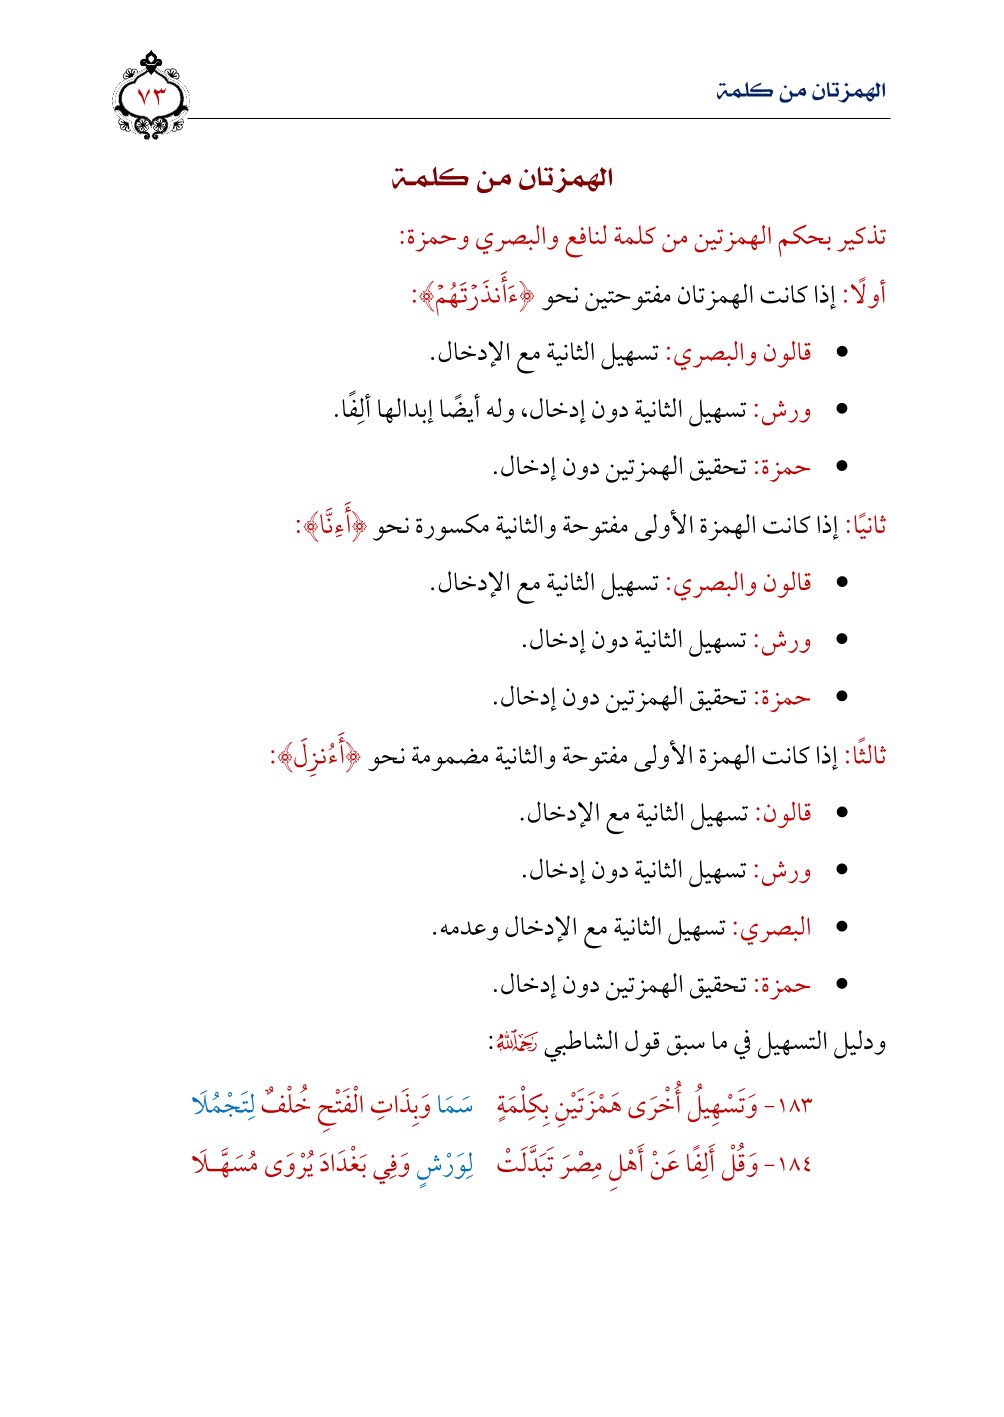 الهمزتان من كلمة
٧٣
الهمزتان من كلمة
تذكير بحكم الهمزتين من كلمة لنافع والبصري وحمزة:
أولًا: إذا كانت الهمزتان مفتوحتين نحو ﴿ءَأَنذَرْتَهُمْ﴾:
• قالون والبصري: تسهيل الثانية مع الإدخال.
• ورش: تسهيل الثانية دون إدخال، وله أيضًا إبدالها ألِفًا.
• حمزة: تحقيق الهمزتين دون إدخال.
ثانيًا: إذا كانت الهمزة الأولى مفتوحة والثانية مكسورة نحو ﴿أَءِنَّا﴾:
• قالون والبصري: تسهيل الثانية مع الإدخال.
• ورش: تسهيل الثانية دون إدخال.
• حمزة: تحقيق الهمزتين دون إدخال.
ثالثًا: إذا كانت الهمزة الأولى مفتوحة والثانية مضمومة نحو ﴿أَءُنزِلَ﴾:
• قالون: تسهيل الثانية مع الإدخال.
• ورش: تسهيل الثانية دون إدخال.
• البصري: تسهيل الثانية مع الإدخال وعدمه.
• حمزة: تحقيق الهمزتين دون إدخال.
ودليل التسهيل في ما سبق قول الشاطبي رَحِمَهُ ٱللَّهُ:
١٨٣- وَتَسْهِيلُ أُخْرَى هَمْزَتَيْنِ بِكِلْمَةٍ سَمَا وَبِذَاتِ الْفَتْحِ خُلْفٌ لِتَجْمُلَا
١٨٤- وَقُلْ أَلِفًا عَنْ أَهْلِ مِصْرَ تَبَدَّلَتْ لِوَرْشٍ وَفِي بَغْدَادَ يُرْوَى مُسَهَّـلَا